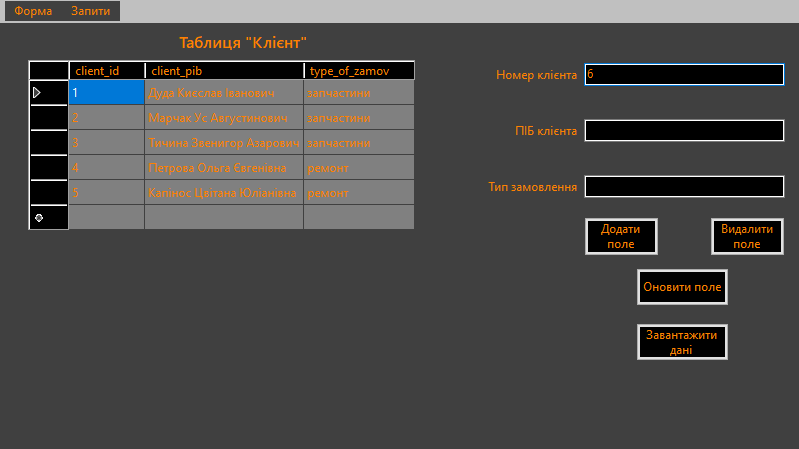 Форма Запити
Таблиця "Клієнт"
client_id client_pib type_of_zamov
1 Дуда Києслав Іванович запчастини
2 Марчак Ус Августинович запчастини
3 Тичина Звенигор Азарович запчастини
4 Петрова Ольга Євгенівна ремонт
5 Капінос Цвітана Юліанівна ремонт
Номер клієнта 6
ПІБ клієнта
Тип замовлення
Додати
поле
Видалити
поле
Оновити поле
Завантажити
дані